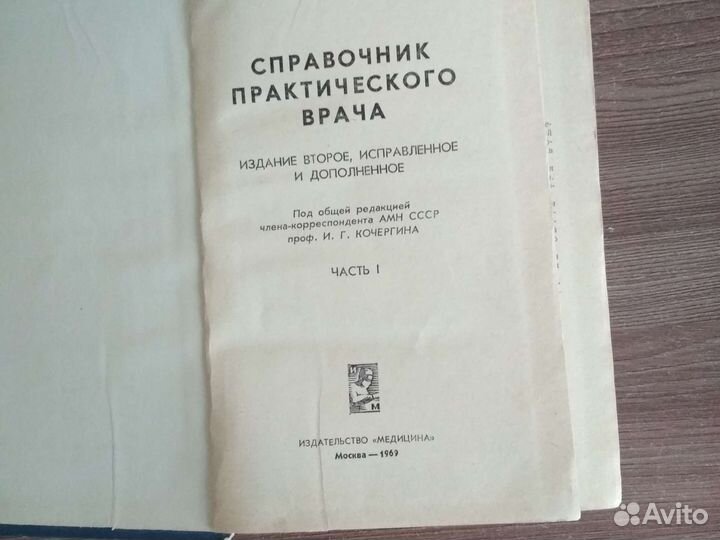 СПРАВОЧНИК
ПРАКТИЧЕСКОГО
ВРАЧА
ИЗДАНИЕ ВТОРОЕ, ИСПРАВЛЕННОЕ
И ДОПОЛНЕННОЕ
Под общей редакцией
члена-корреспондента АМН СССР
проф. И. Г. КОЧЕРГИНА
ЧАСТЬ I
И
М
ИЗДАТЕЛЬСТВО «МЕДИЦИНА»
Москва — 1969
Avito